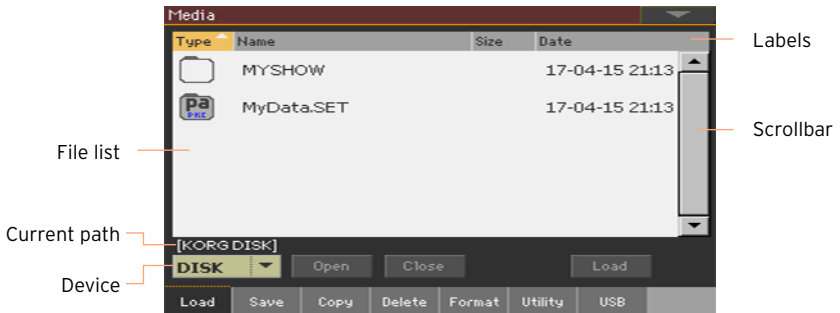 Media
Type Name Size Date
Labels
MYSHOW 17-04-15 21:13
Pa
PKG
MyData.SET 17-04-15 21:13
Scrollbar
File list
Current path
[KORG DISK]
Device
DISK Open Close Load
Load Save Copy Delete Format Utility USB